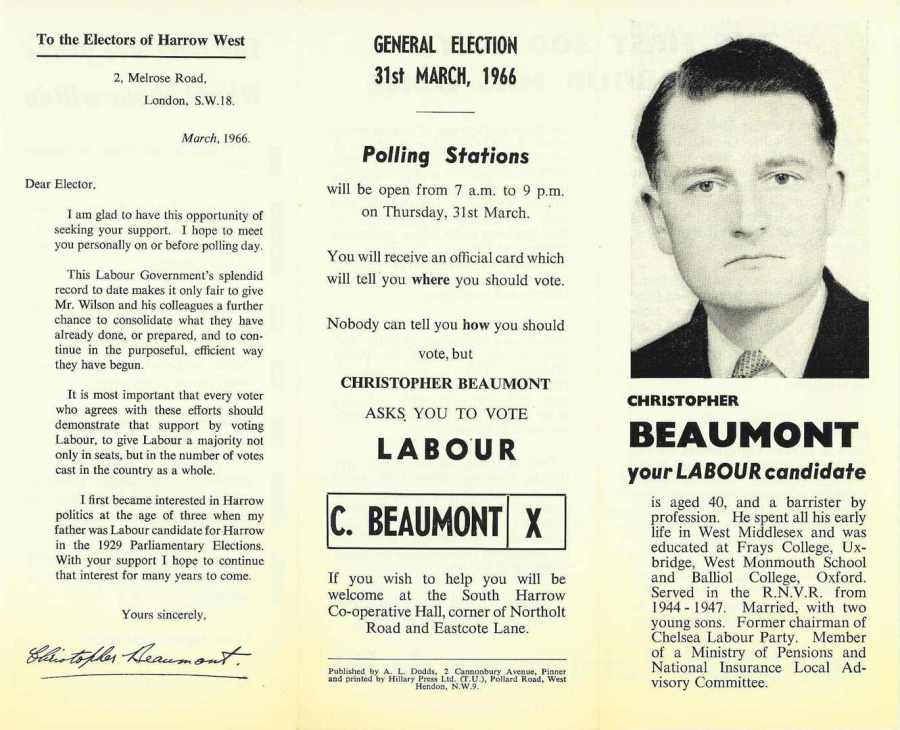 To the Electors of Harrow West
2, Melrose Road,
London, S.W.18.
March, 1966.
Dear Elector,
I am glad to have this opportunity of
seeking your support. I hope to meet
you personally on or before polling day.
This Labour Government's splendid
record to date makes it only fair to give
Mr. Wilson and his colleagues a further
chance to consolidate what they have
already done, or prepared, and to con-
tinue in the purposeful, efficient way
they have begun.
It is most important that every voter
who agrees with these efforts should
demonstrate that support by voting
Labour, to give Labour a majority not
only in seats, but in the number of votes
cast in the country as a whole.
I first became interested in Harrow
politics at the age of three when my
father was Labour candidate for Harrow
in the 1929 Parliamentary Elections.
With your support I hope to continue
that interest for many years to come.
Yours sincerely,
Christopher Beaumont.
GENERAL ELECTION
31st MARCH, 1966
Polling Stations
will be open from 7 a.m. to 9 p.m.
on Thursday, 31st March.
You will receive an official card which
will tell you where you should vote.
Nobody can tell you how you should
vote, but
CHRISTOPHER BEAUMONT
ASKS YOU TO VOTE
LABOUR
C. BEAUMONT X
If you wish to help you will be
welcome at the South Harrow
Co-operative Hall, corner of Northolt
Road and Eastcote Lane.
Published by A. L. Dodds, 2 Cannonbury Avenue, Pinner
and printed by Hillary Press Ltd. (T.U.), Pollard Road, West
Hendon, N.W.9.
CHRISTOPHER
BEAUMONT
your LABOUR candidate
is aged 40, and a barrister by
profession. He spent all his early
life in West Middlesex and was
educated at Frays College, Ux-
bridge, West Monmouth School
and Balliol College, Oxford.
Served in the R.N.V.R. from
1944-1947. Married, with two
young sons. Former chairman of
Chelsea Labour Party. Member
of a Ministry of Pensions and
National Insurance Local Ad-
visory Committee.